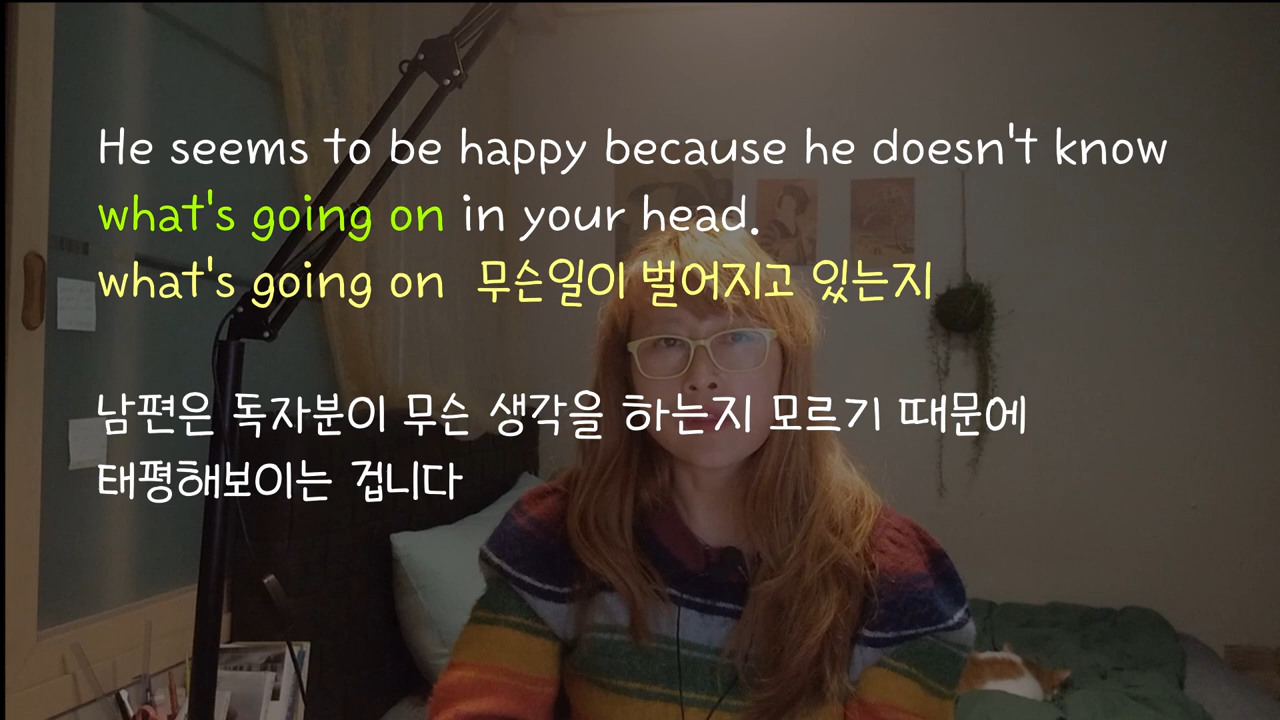 He seems to be happy because he doesn't know
what's going on in your head.
what's going on 무슨일이 벌어지고 있는지
남편은 독자분이 무슨 생각을 하는지 모르기 때문에
태평해보이는 겁니다